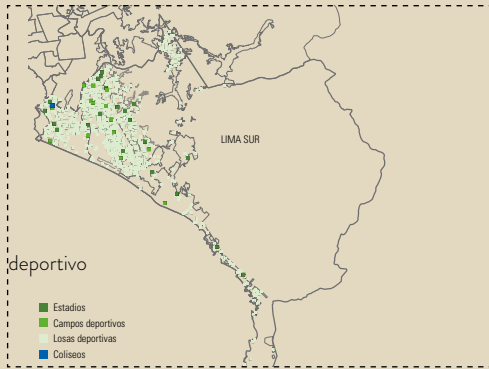 LIMA SUR
deportivo
Estadios
Campos deportivos
Losas deportivas
Coliseos